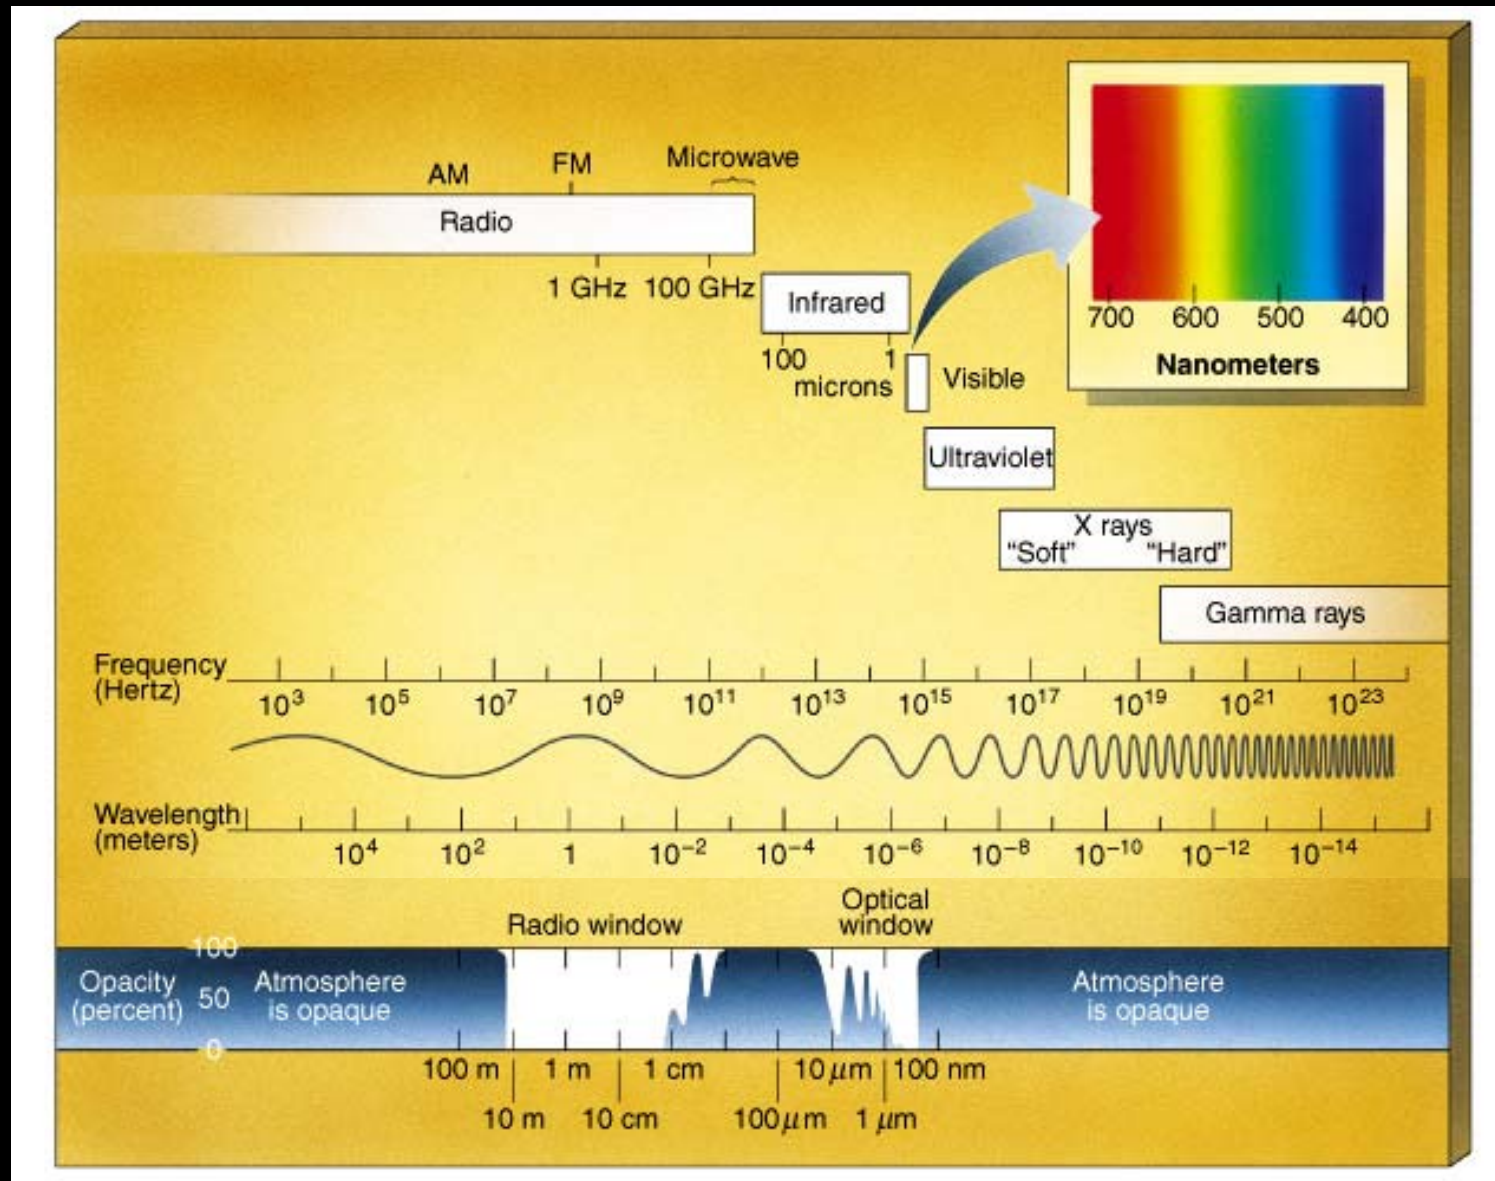 AM
FM
Microwave
Radio
1 GHz 100 GHz
Infrared
100 1
microns
Visible
700 600 500 400
Nanometers
Ultraviolet
X rays
“Soft” “Hard”
Gamma rays
Frequency
(Hertz)
10³ 10⁵ 10⁷ 10⁹ 10¹¹ 10¹³ 10¹⁵ 10¹⁷ 10¹⁹ 10²¹ 10²³
Wavelength
(meters)
10⁴ 10² 1 10⁻² 10⁻⁴ 10⁻⁶ 10⁻⁸ 10⁻¹⁰ 10⁻¹² 10⁻¹⁴
Radio window
Optical
window
Opacity
(percent)
100
50
0
Atmosphere
is opaque
Atmosphere
is opaque
100 m 1 m 1 cm 10 μm 100 nm
10 m 10 cm 100 μm 1 μm